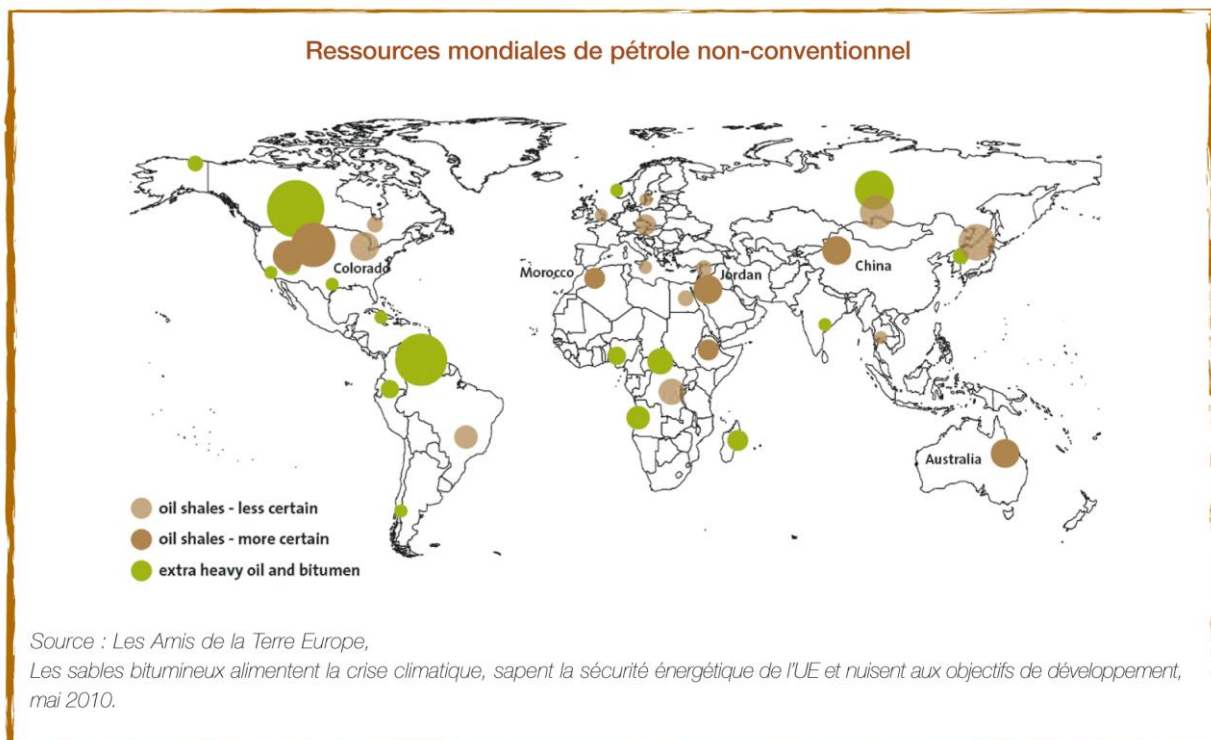 Ressources mondiales de pétrole non-conventionnel
Colorado
Morocco
Jordan
China
Australia
oil shales - less certain
oil shales - more certain
extra heavy oil and bitumen
Source : Les Amis de la Terre Europe,
Les sables bitumineux alimentent la crise climatique, sapent la sécurité énergétique de l'UE et nuisent aux objectifs de développement,
mai 2010.